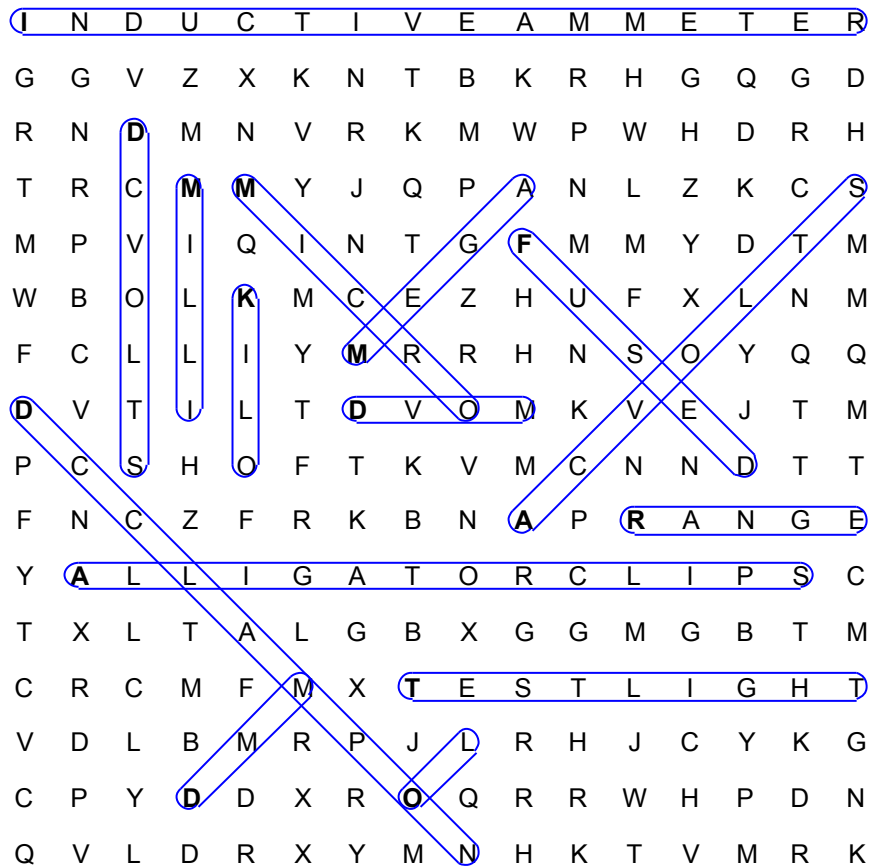 I N D U C T I V E A M M E T E R
G G V Z X K N T B K R H G Q G D
R N D M N V R K M W P W H D R H
T R C M M Y J Q P A N L Z K C S
M P V I Q I N T G F M M Y D T M
W B O L K M C E Z H U F X L N M
F C L L I Y M R R H N S O Y Q Q
D V T I L T D V O M K V E J T M
P C S H O F T K V M C N N D T T
F N C Z F R K B N A P R A N G E
Y A L L I G A T O R C L I P S C
T X L T A L G B X G G M G B T M
C R C M F M X T E S T L I G H T
V D L B M R P J L R H J C Y K G
C P Y D D X R O Q R R W H P D N
Q V L D R X Y M N H K T V M R K